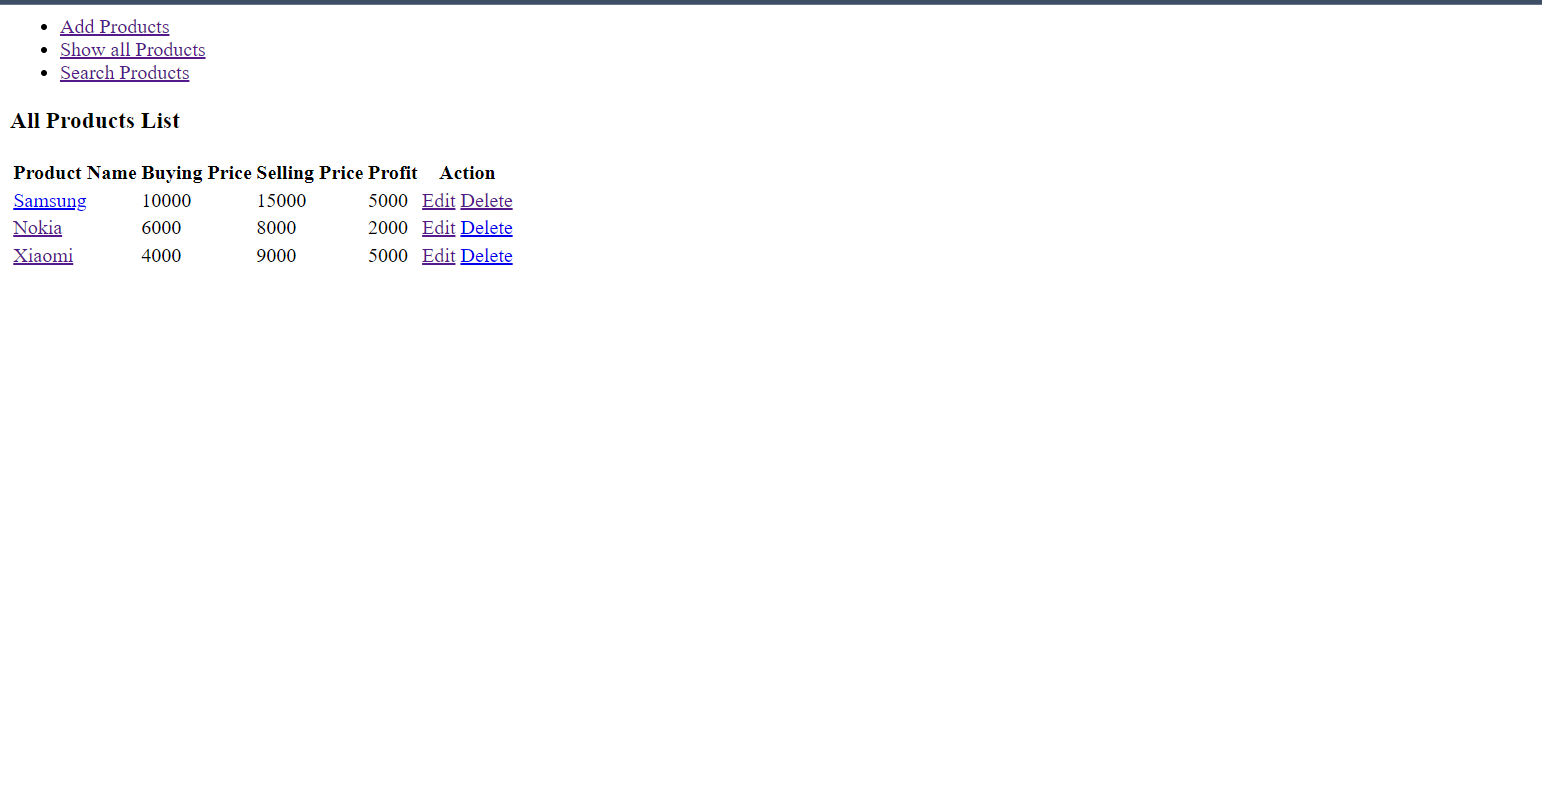 Add Products
Show all Products
Search Products
All Products List
Product Name Buying Price Selling Price Profit Action
Samsung 10000 15000 5000 Edit Delete
Nokia 6000 8000 2000 Edit Delete
Xiaomi 4000 9000 5000 Edit Delete